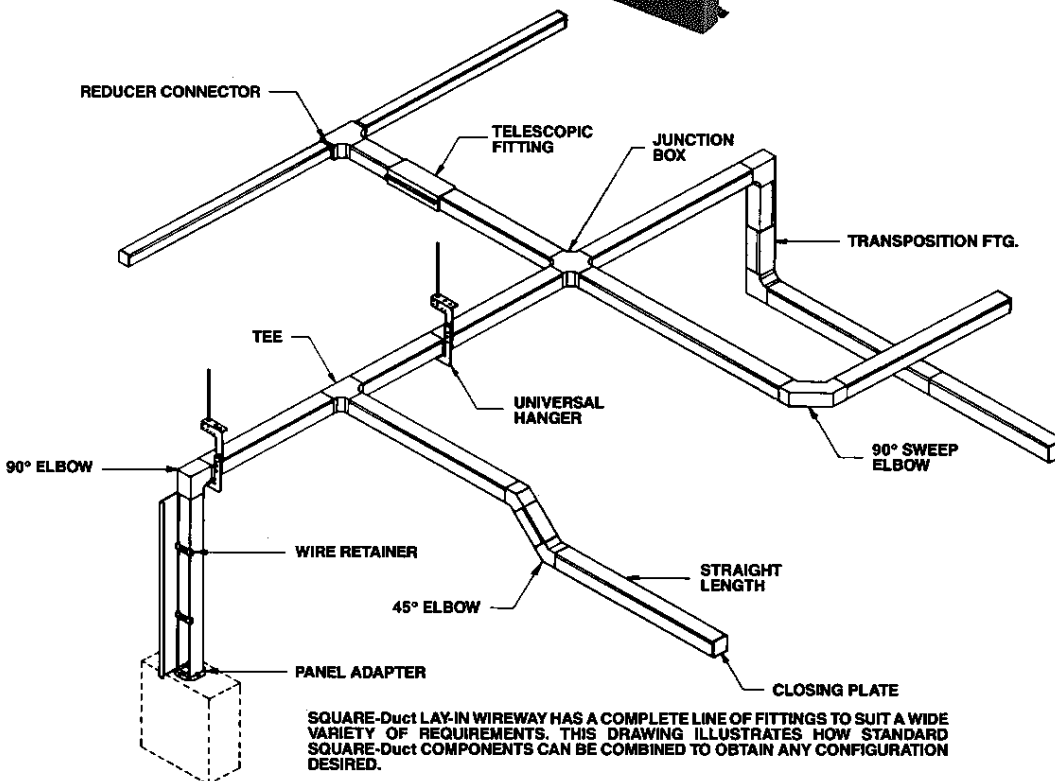 REDUCER CONNECTOR
TELESCOPIC
FITTING
JUNCTION
BOX
TRANSPOSITION FTG.
TEE
UNIVERSAL
HANGER
90° SWEEP
ELBOW
90° ELBOW
WIRE RETAINER
STRAIGHT
LENGTH
45° ELBOW
PANEL ADAPTER
CLOSING PLATE
SQUARE-Duct LAY-IN WIREWAY HAS A COMPLETE LINE OF FITTINGS TO SUIT A WIDE
VARIETY OF REQUIREMENTS. THIS DRAWING ILLUSTRATES HOW STANDARD
SQUARE-Duct COMPONENTS CAN BE COMBINED TO OBTAIN ANY CONFIGURATION
DESIRED.